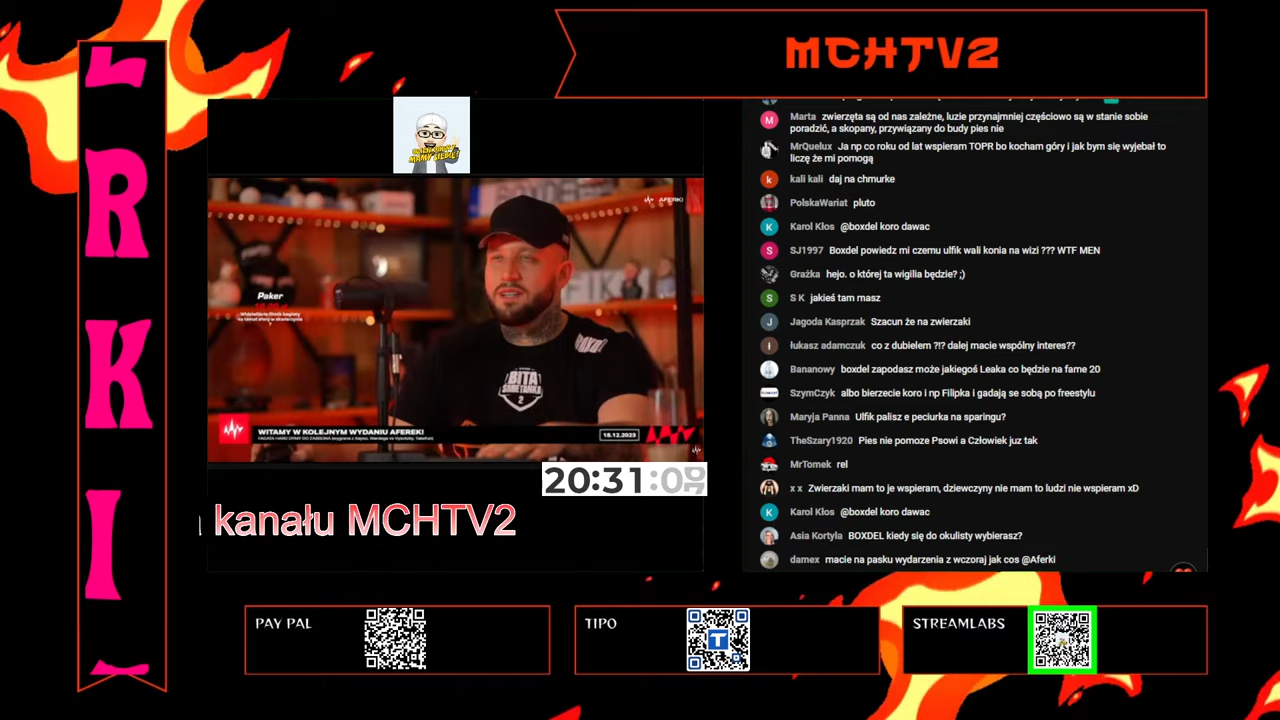 MCHTV2
R
K
I
MAMY CIEBIE!
AFERKI
Paker
BITA
ŚMIETANKA
2
WITAMY W KOLEJNYM WYDANIU AFEREK!
18.12.2023
20:31
kanału MCHTV2
Marta zwierzęta są od nas zależne, luzie przynajmniej częściowo są w stanie sobie
poradzić, a skopany, przywiązany do budy pies nie
MrQuelux Ja np co roku od lat wspieram TOPR bo kocham góry i jak bym się wyjebał to
liczę że mi pomogą
kali kali daj na chmurke
PolskaWariat pluto
Karol Kłos @boxdel koro dawac
SJ1997 Boxdel powiedz mi czemu ulfik wali konia na wizi ??? WTF MEN
Grażka hejo. o której ta wigilia będzie? ;)
S K jakieś tam masz
Jagoda Kasprzak Szacun że na zwierzaki
łukasz adamczuk co z dubielem ?!? dalej macie wspólny interes??
Bananowy boxdel zapodasz może jakiegoś Leaka co będzie na fame 20
SzymCzyk albo bierzecie koro i np Filipka i gadają se sobą po freestylu
Maryja Panna Ulfik palisz e peciurka na sparingu?
TheSzary1920 Pies nie pomoze Psowi a Człowiek juz tak
MrTomek rel
x x Zwierzaki mam to je wspieram, dziewczyny nie mam to ludzi nie wspieram xD
Karol Kłos @boxdel koro dawac
Asia Kortyla BOXDEL kiedy się do okulisty wybierasz?
damex macie na pasku wydarzenia z wczoraj jak cos @Aferki
PAY PAL
TIPO
T
STREAMLABS